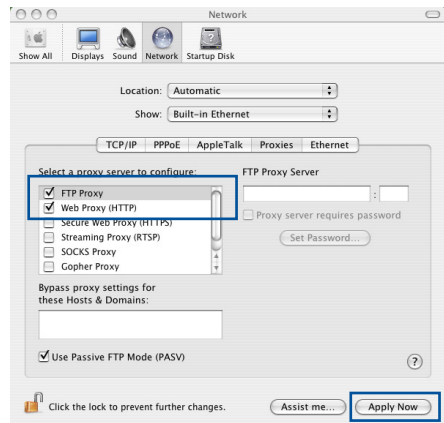 Network
Show All Displays Sound Network Startup Disk
Location: Automatic
Show: Built-in Ethernet
TCP/IP PPPoE AppleTalk Proxies Ethernet
Select a proxy server to configure:
FTP Proxy
Web Proxy (HTTP)
Secure Web Proxy (HTTPS)
Streaming Proxy (RTSP)
SOCKS Proxy
Gopher Proxy
FTP Proxy Server
:
Proxy server requires password
Set Password...
Bypass proxy settings for
these Hosts & Domains:
Use Passive FTP Mode (PASV)
?
Click the lock to prevent further changes.
Assist me... Apply Now